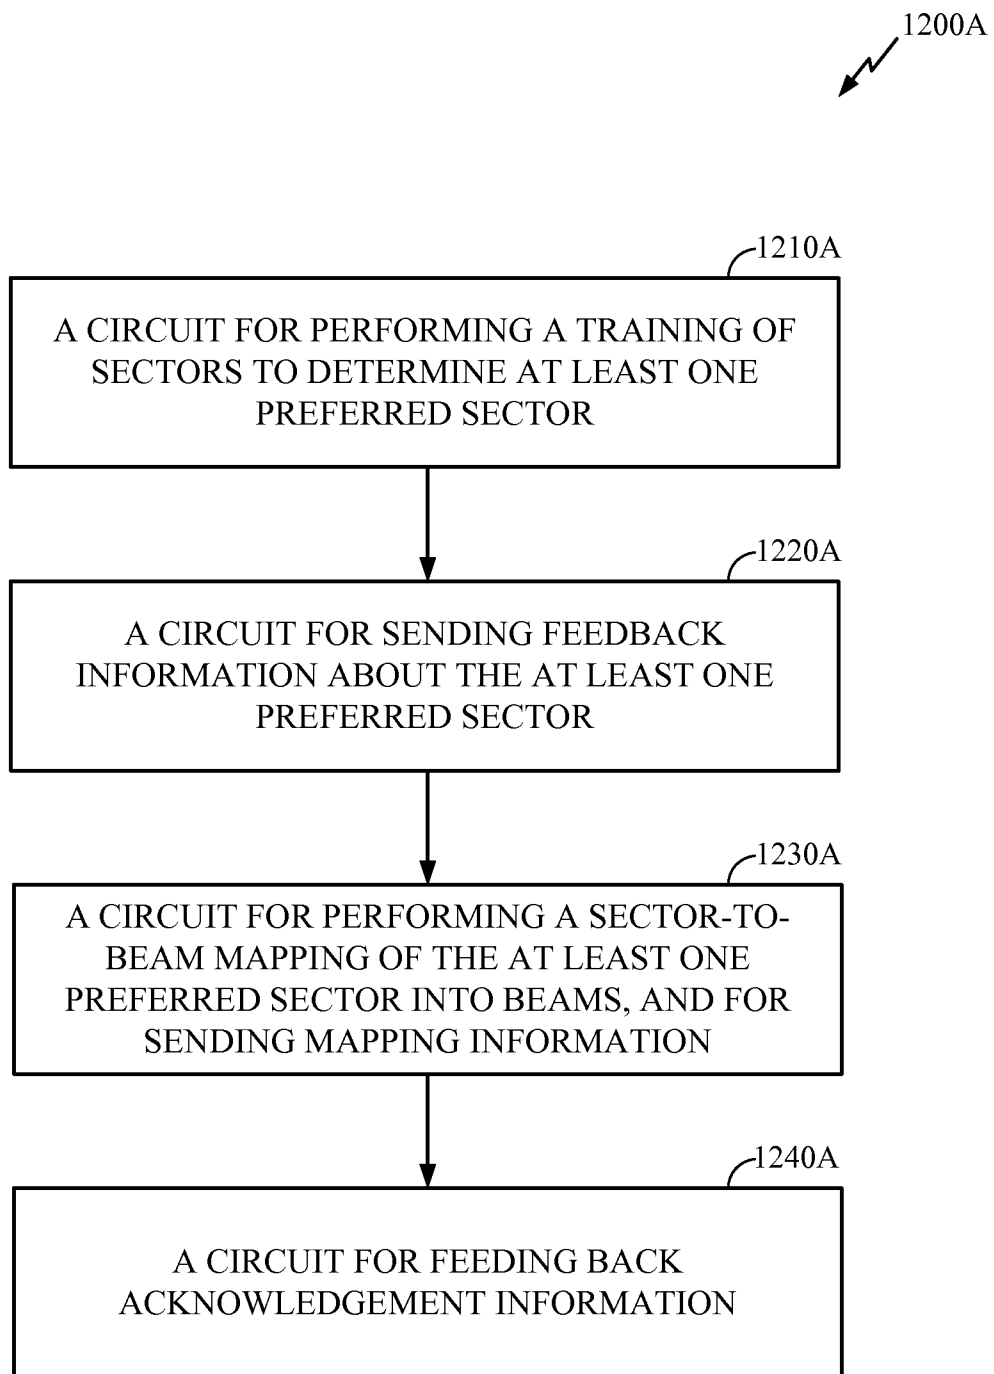 1200A
1210A
A CIRCUIT FOR PERFORMING A TRAINING OF
SECTORS TO DETERMINE AT LEAST ONE
PREFERRED SECTOR
1220A
A CIRCUIT FOR SENDING FEEDBACK
INFORMATION ABOUT THE AT LEAST ONE
PREFERRED SECTOR
1230A
A CIRCUIT FOR PERFORMING A SECTOR-TO-
BEAM MAPPING OF THE AT LEAST ONE
PREFERRED SECTOR INTO BEAMS, AND FOR
SENDING MAPPING INFORMATION
1240A
A CIRCUIT FOR FEEDING BACK
ACKNOWLEDGEMENT INFORMATION